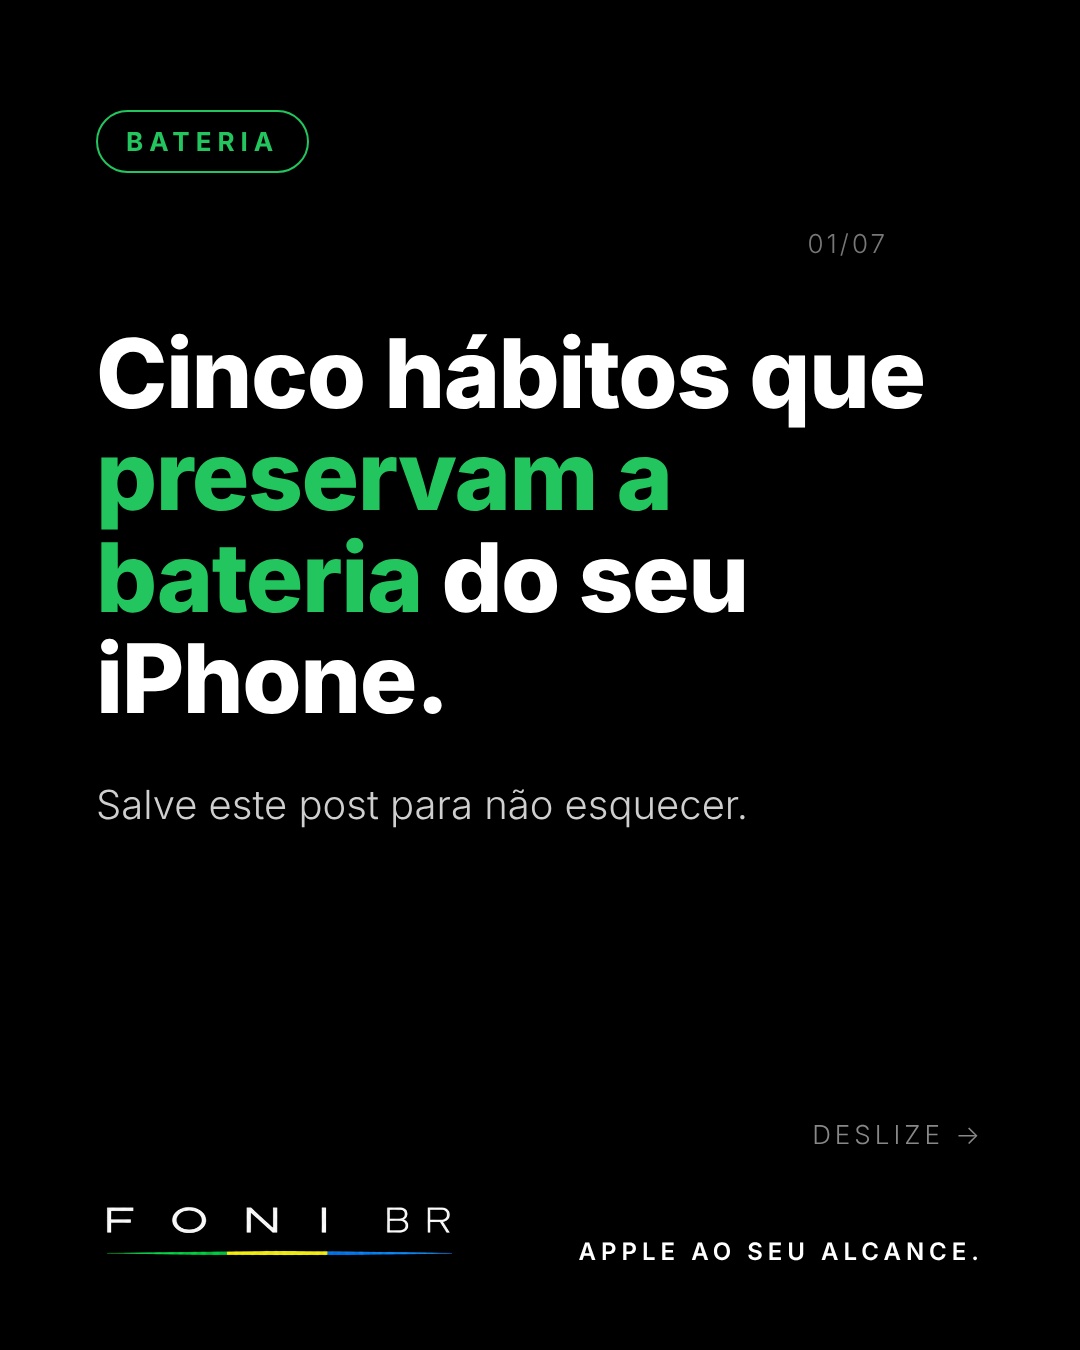 BATERIA
01/07
Cinco hábitos que
preservam a
bateria do seu
iPhone.
Salve este post para não esquecer.
DESLIZE →
FONI BR
APPLE AO SEU ALCANCE.